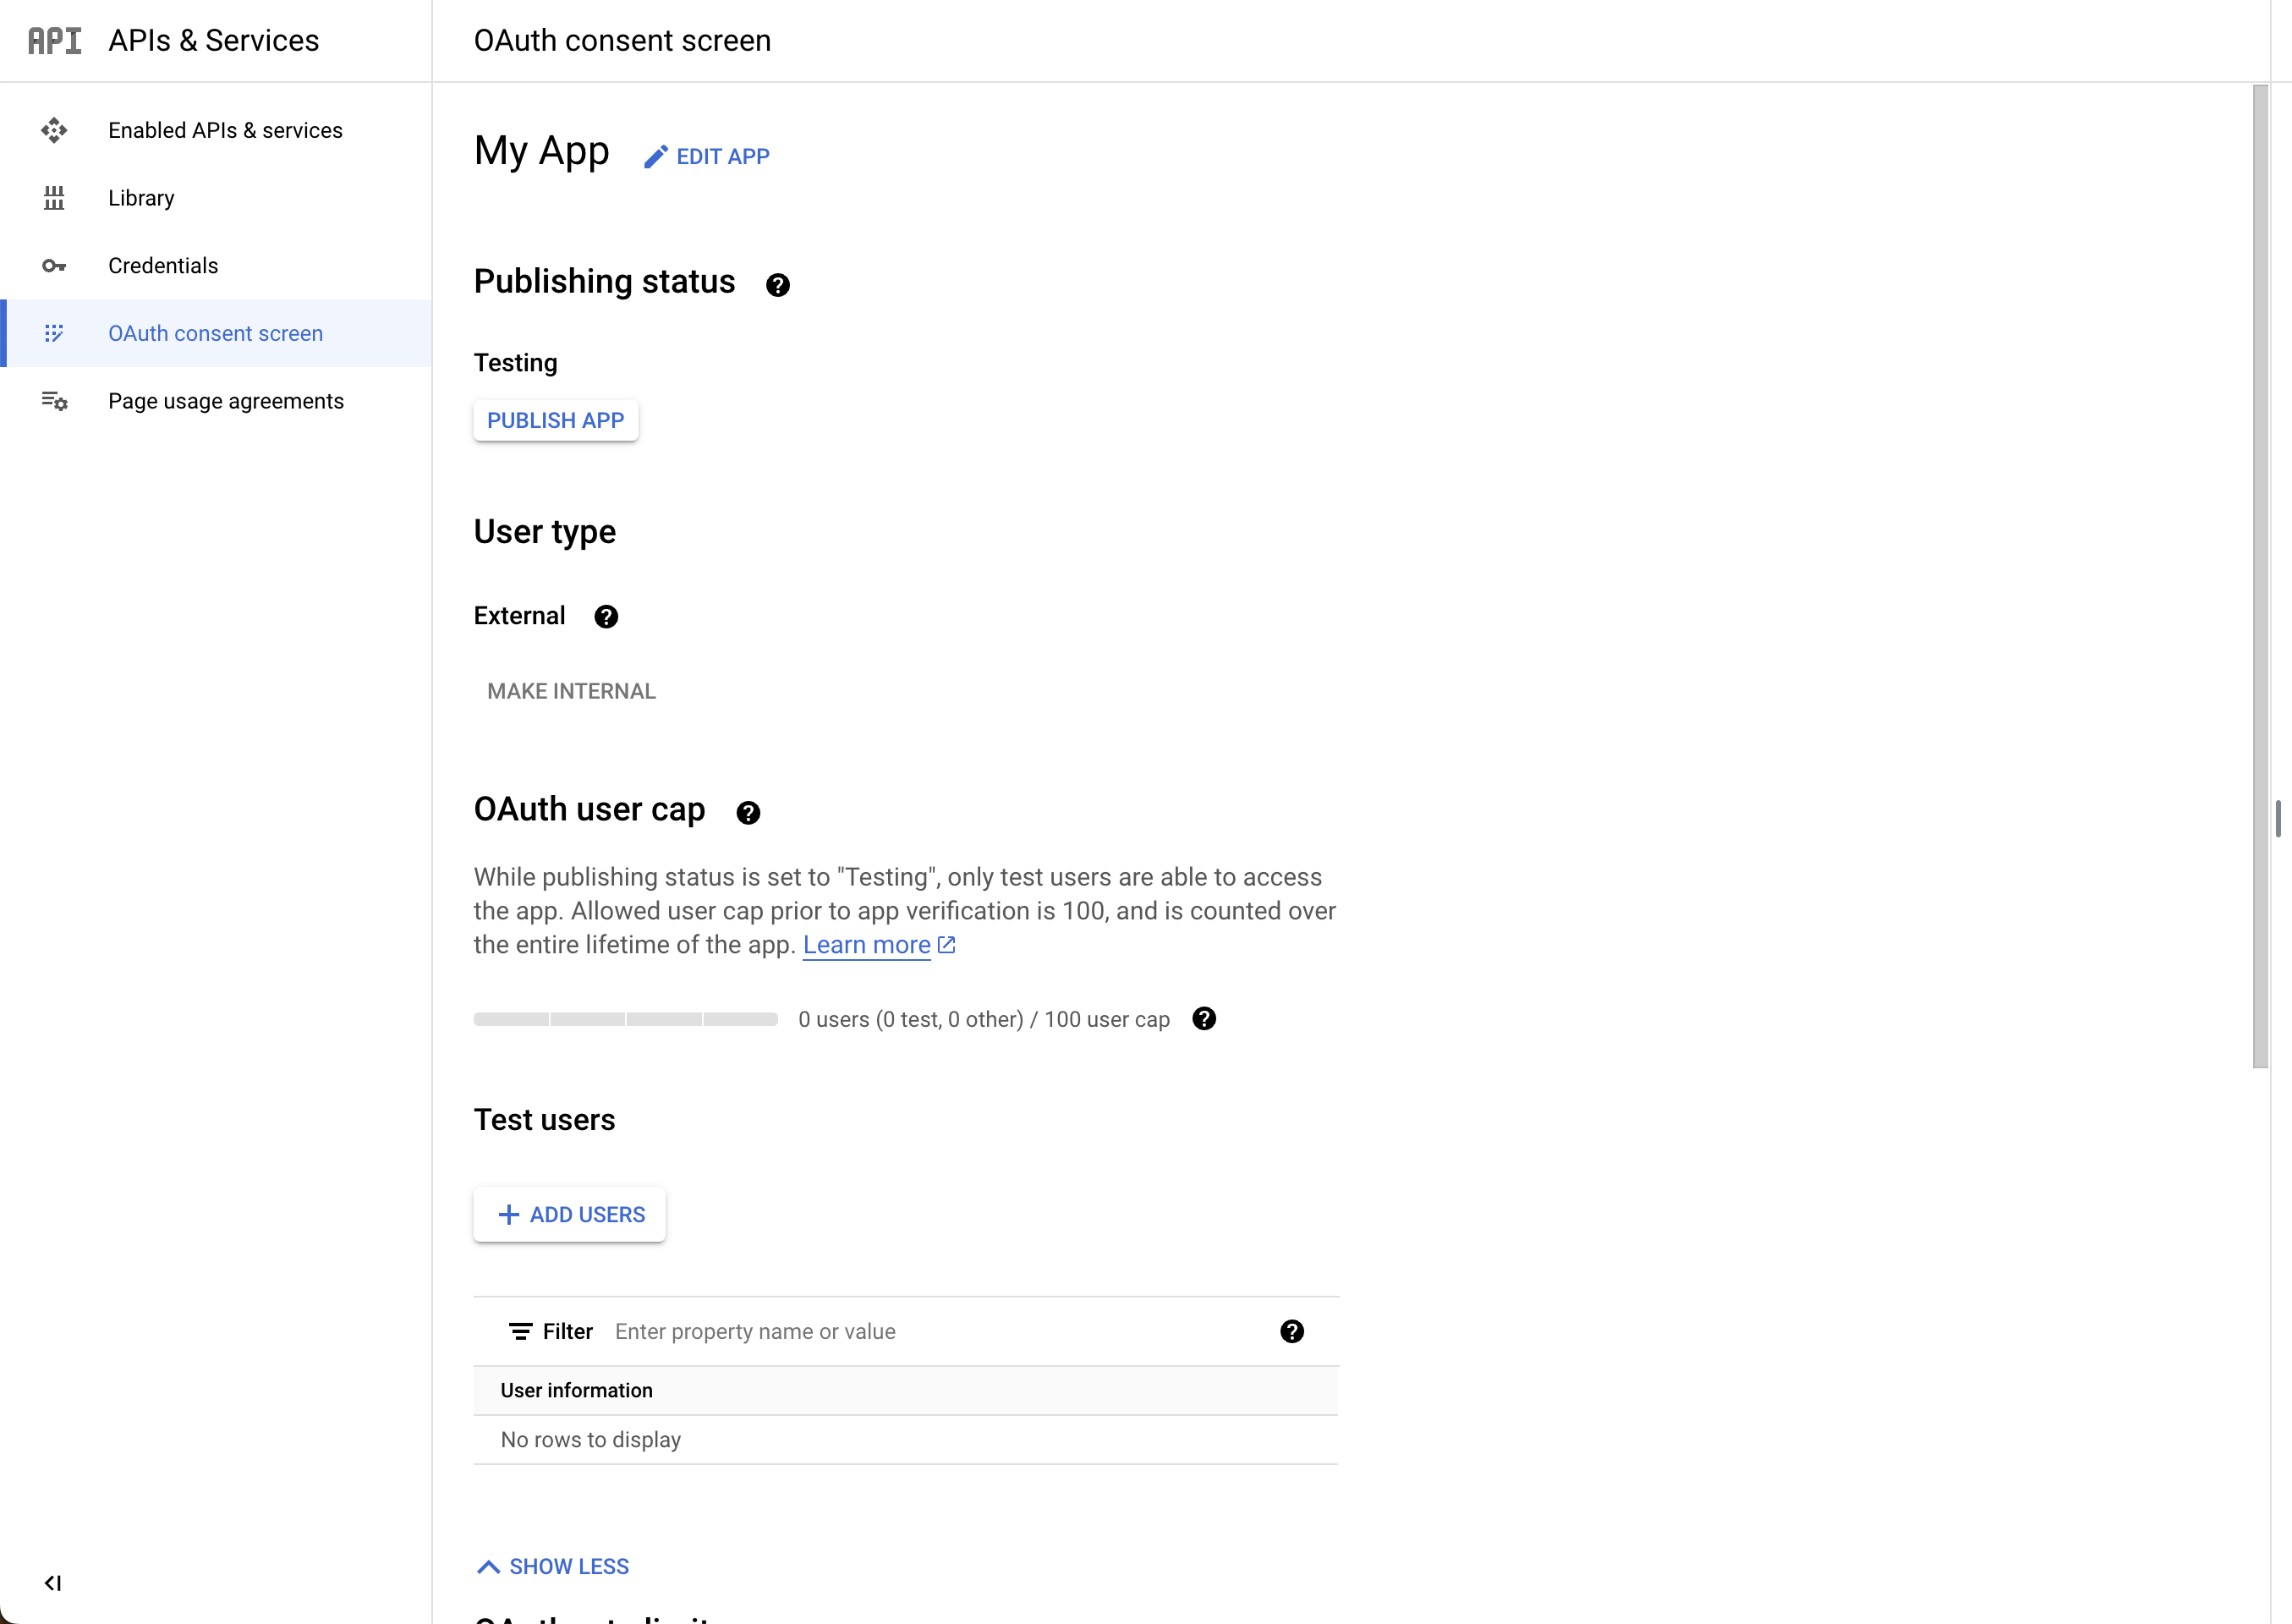 API APIs & Services
OAuth consent screen
Enabled APIs & services
Library
Credentials
OAuth consent screen
Page usage agreements
My App
EDIT APP
Publishing status
Testing
PUBLISH APP
User type
External
MAKE INTERNAL
OAuth user cap
While publishing status is set to "Testing", only test users are able to access
the app. Allowed user cap prior to app verification is 100, and is counted over
the entire lifetime of the app. Learn more
0 users (0 test, 0 other) / 100 user cap
Test users
ADD USERS
Filter Enter property name or value
User information
No rows to display
SHOW LESS